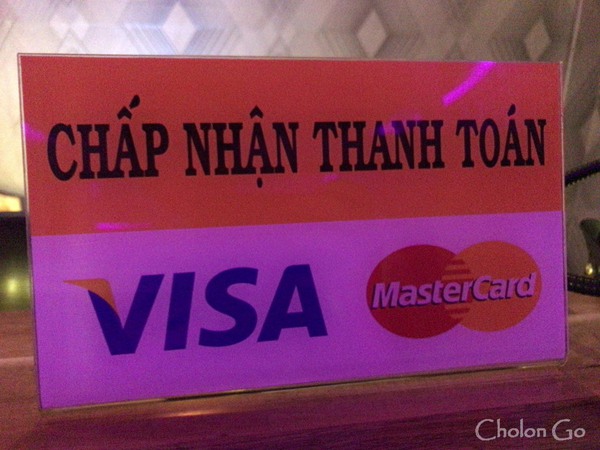 CHẤP NHẬN THANH TOÁN
VISA MasterCard
Cholon Go